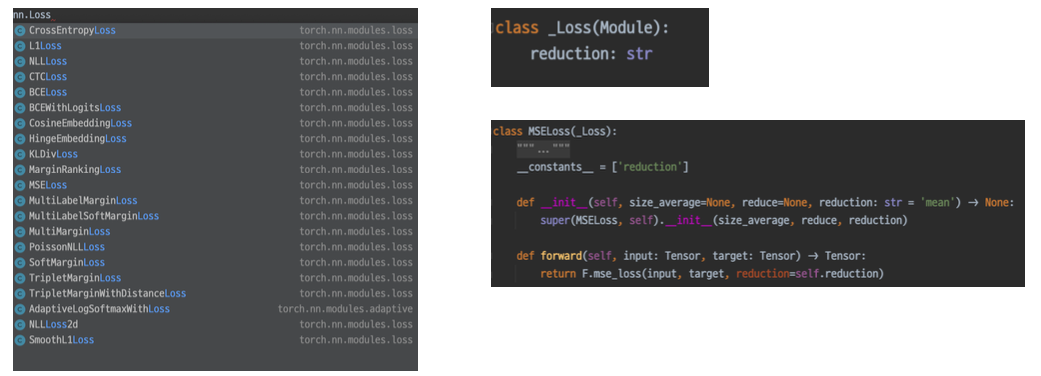 nn.Loss
CrossEntropyLoss torch.nn.modules.loss
L1Loss torch.nn.modules.loss
NLLLoss torch.nn.modules.loss
CTCLoss torch.nn.modules.loss
BCELoss torch.nn.modules.loss
BCEWithLogitsLoss torch.nn.modules.loss
CosineEmbeddingLoss torch.nn.modules.loss
HingeEmbeddingLoss torch.nn.modules.loss
KLDivLoss torch.nn.modules.loss
MarginRankingLoss torch.nn.modules.loss
MSELoss torch.nn.modules.loss
MultiLabelMarginLoss torch.nn.modules.loss
MultiLabelSoftMarginLoss torch.nn.modules.loss
MultiMarginLoss torch.nn.modules.loss
PoissonNLLLoss torch.nn.modules.loss
SoftMarginLoss torch.nn.modules.loss
TripletMarginLoss torch.nn.modules.loss
TripletMarginWithDistanceLoss torch.nn.modules.loss
AdaptiveLogSoftmaxWithLoss torch.nn.modules.adaptive
NLLLoss2d torch.nn.modules.loss
SmoothL1Loss torch.nn.modules.loss
class _Loss(Module):
reduction: str
class MSELoss(_Loss):
"""..."""
__constants__ = ['reduction']
def __init__(self, size_average=None, reduce=None, reduction: str = 'mean') → None:
super(MSELoss, self).__init__(size_average, reduce, reduction)
def forward(self, input: Tensor, target: Tensor) → Tensor:
return F.mse_loss(input, target, reduction=self.reduction)